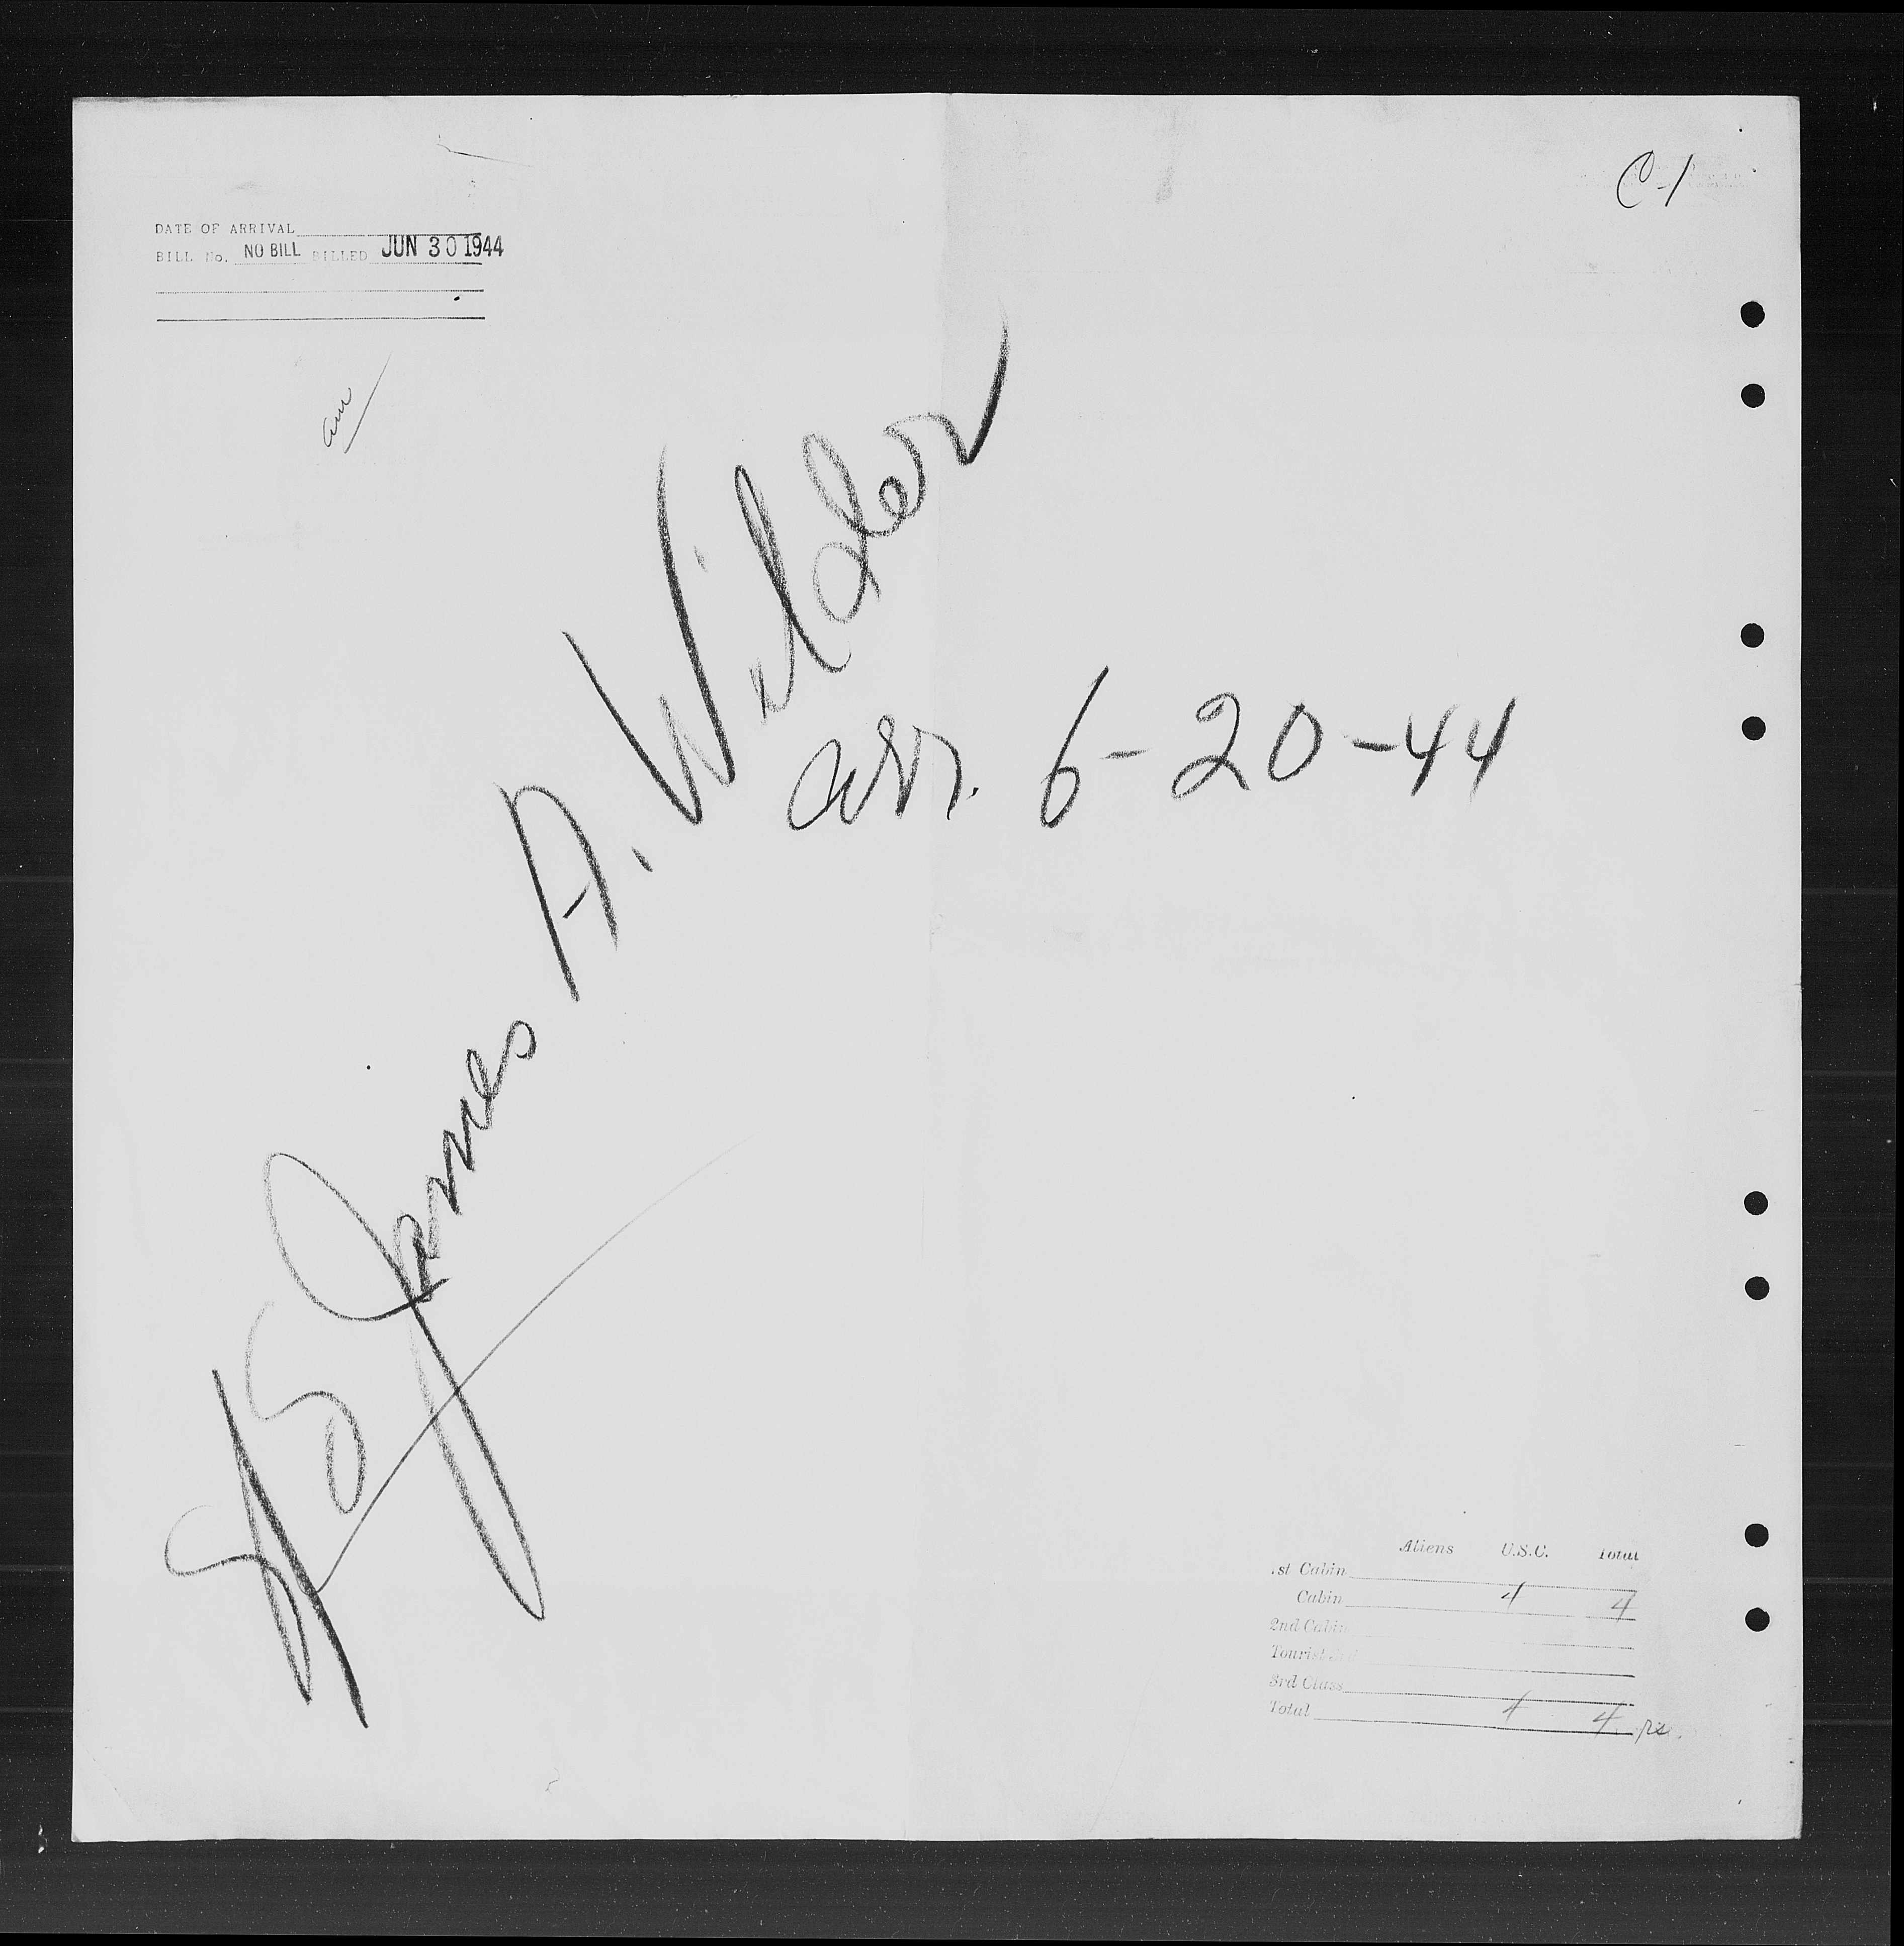 C-1
DATE OF ARRIVAL
BILL No. NO BILL BILLED JUN 30 1944
SS James A. Wilder
arr. 6-20-44
Aliens U.S.C. Total
1st Cabin
Cabin 4 4
2nd Cabin
Tourist 3rd
3rd Class
Total 4 4